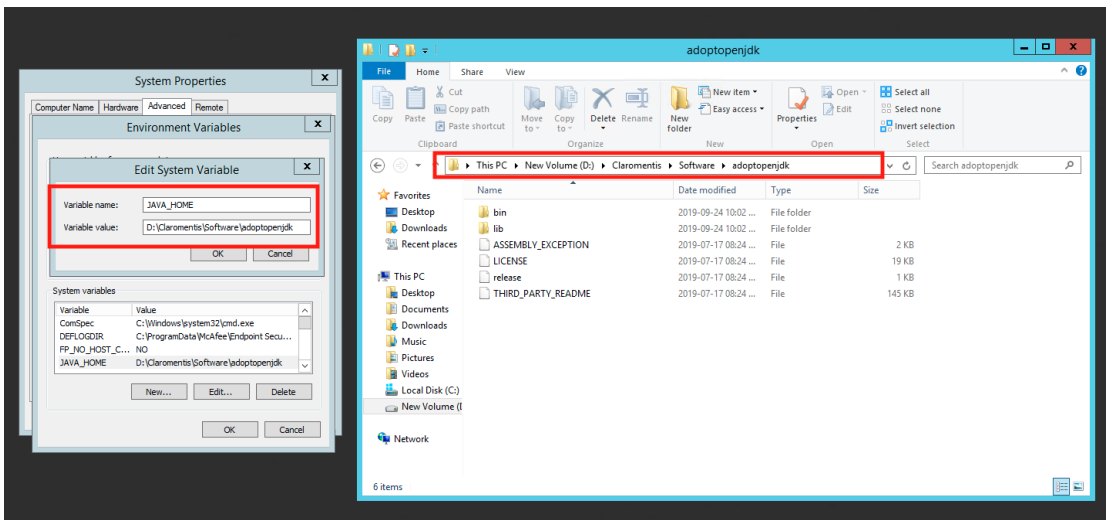 System Properties
x
Computer Name Hardware Advanced Remote
Environment Variables
x
Edit System Variable
x
Variable name: JAVA_HOME
Variable value: D:\Claromentis\Software\adoptopenjdk
OK Cancel
System variables
Variable Value
ComSpec C:\Windows\system32\cmd.exe
DEFLOGDIR C:\ProgramData\McAfee\Endpoint Secu...
FP_NO_HOST_C... NO
JAVA_HOME D:\Claromentis\Software\adoptopenjdk
New... Edit... Delete
OK Cancel
adoptopenjdk
x
File Home Share View
Copy
Paste
Cut
Copy path
Paste shortcut
Clipboard
Move to
Copy to
Delete
Rename
Organize
New folder
New item
Easy access
New
Properties
Open
Edit
Open
Select all
Select none
Invert selection
Select
This PC New Volume (D:) Claromentis Software adoptopenjdk
Search adoptopenjdk
Favorites
Desktop
Downloads
Recent places
This PC
Desktop
Documents
Downloads
Music
Pictures
Videos
Local Disk (C:)
New Volume (
Network
Name Date modified Type Size
bin 2019-09-24 10:02 ... File folder
lib 2019-09-24 10:02 ... File folder
ASSEMBLY_EXCEPTION 2019-07-17 08:24 ... File 2 KB
LICENSE 2019-07-17 08:24 ... File 19 KB
release 2019-07-17 08:24 ... File 1 KB
THIRD_PARTY_README 2019-07-17 08:24 ... File 145 KB
6 items